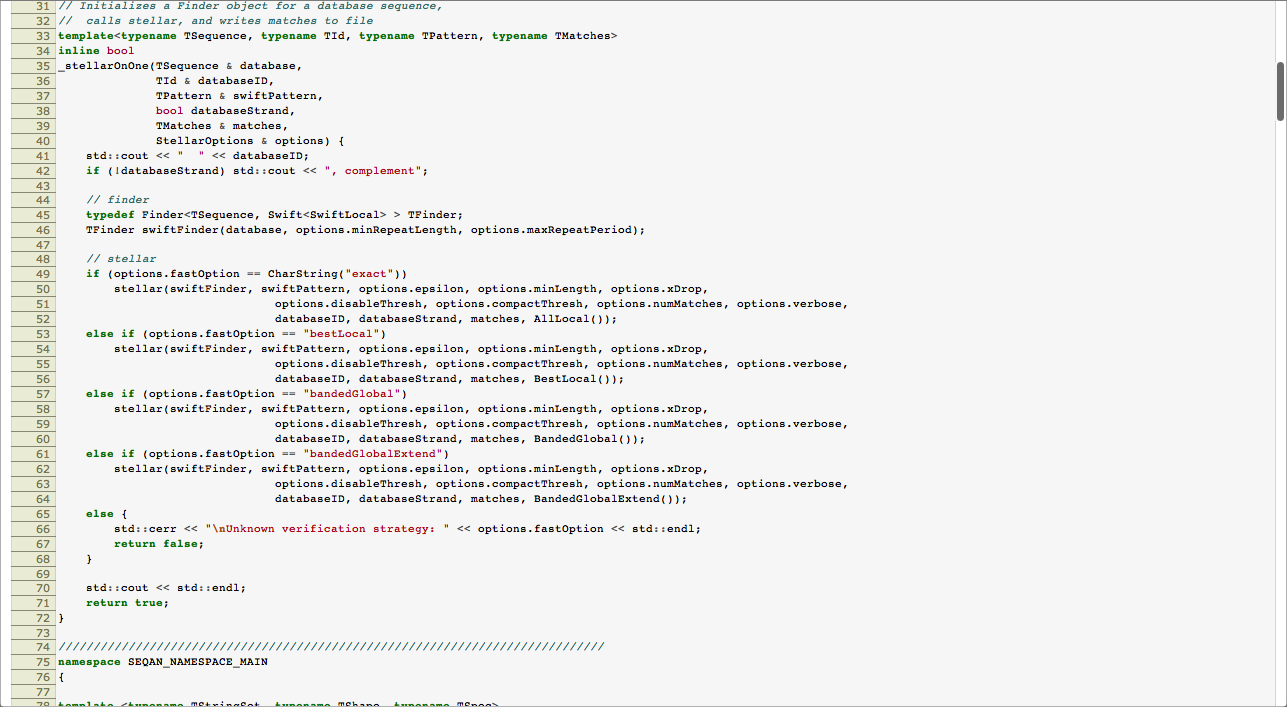 31 // Initializes a Finder object for a database sequence,
32 //  calls stellar, and writes matches to file
33 template<typename TSequence, typename TId, typename TPattern, typename TMatches>
34 inline bool
35 _stellarOnOne(TSequence & database,
36               TId & databaseID,
37               TPattern & swiftPattern,
38               bool databaseStrand,
39               TMatches & matches,
40               StellarOptions & options) {
41     std::cout << "  " << databaseID;
42     if (!databaseStrand) std::cout << ", complement";
43
44     // finder
45     typedef Finder<TSequence, Swift<SwiftLocal> > TFinder;
46     TFinder swiftFinder(database, options.minRepeatLength, options.maxRepeatPeriod);
47
48     // stellar
49     if (options.fastOption == CharString("exact"))
50         stellar(swiftFinder, swiftPattern, options.epsilon, options.minLength, options.xDrop,
51                                options.disableThresh, options.compactThresh, options.numMatches, options.verbose,
52                                databaseID, databaseStrand, matches, AllLocal());
53     else if (options.fastOption == "bestLocal")
54         stellar(swiftFinder, swiftPattern, options.epsilon, options.minLength, options.xDrop,
55                                options.disableThresh, options.compactThresh, options.numMatches, options.verbose,
56                                databaseID, databaseStrand, matches, BestLocal());
57     else if (options.fastOption == "bandedGlobal")
58         stellar(swiftFinder, swiftPattern, options.epsilon, options.minLength, options.xDrop,
59                                options.disableThresh, options.compactThresh, options.numMatches, options.verbose,
60                                databaseID, databaseStrand, matches, BandedGlobal());
61     else if (options.fastOption == "bandedGlobalExtend")
62         stellar(swiftFinder, swiftPattern, options.epsilon, options.minLength, options.xDrop,
63                                options.disableThresh, options.compactThresh, options.numMatches, options.verbose,
64                                databaseID, databaseStrand, matches, BandedGlobalExtend());
65     else {
66         std::cerr << "\nUnknown verification strategy: " << options.fastOption << std::endl;
67         return false;
68     }
69
70     std::cout << std::endl;
71     return true;
72 }
73
74 //////////////////////////////////////////////////////////////////////////////
75 namespace SEQAN_NAMESPACE_MAIN
76 {
77
78 template <typename TStringSet, typename TShape, typename TSpec>